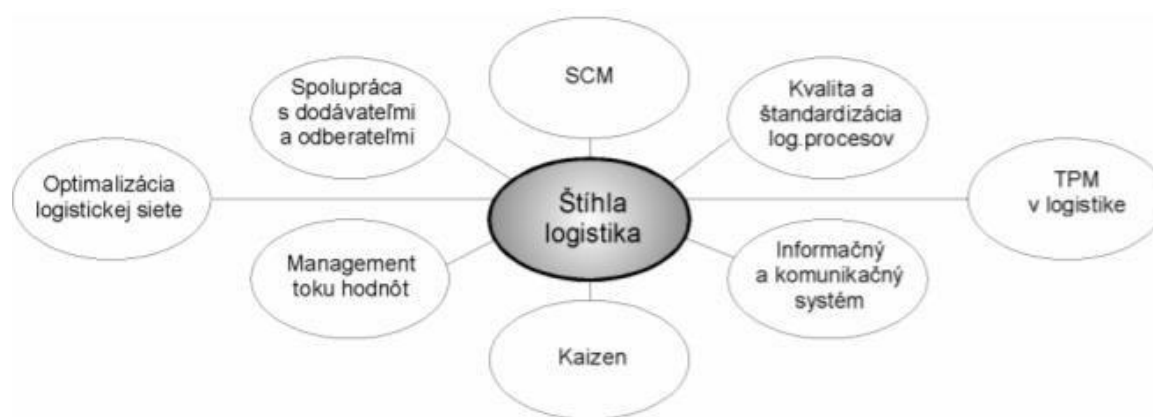 SCM
Spolupráca
s dodávateľmi
a odberateľmi
Kvalita a
štandardizácia
log.procesov
Optimalizácia
logistickej siete
Štíhla
logistika
TPM
v logistike
Management
toku hodnôt
Informačný
a komunikačný
systém
Kaizen